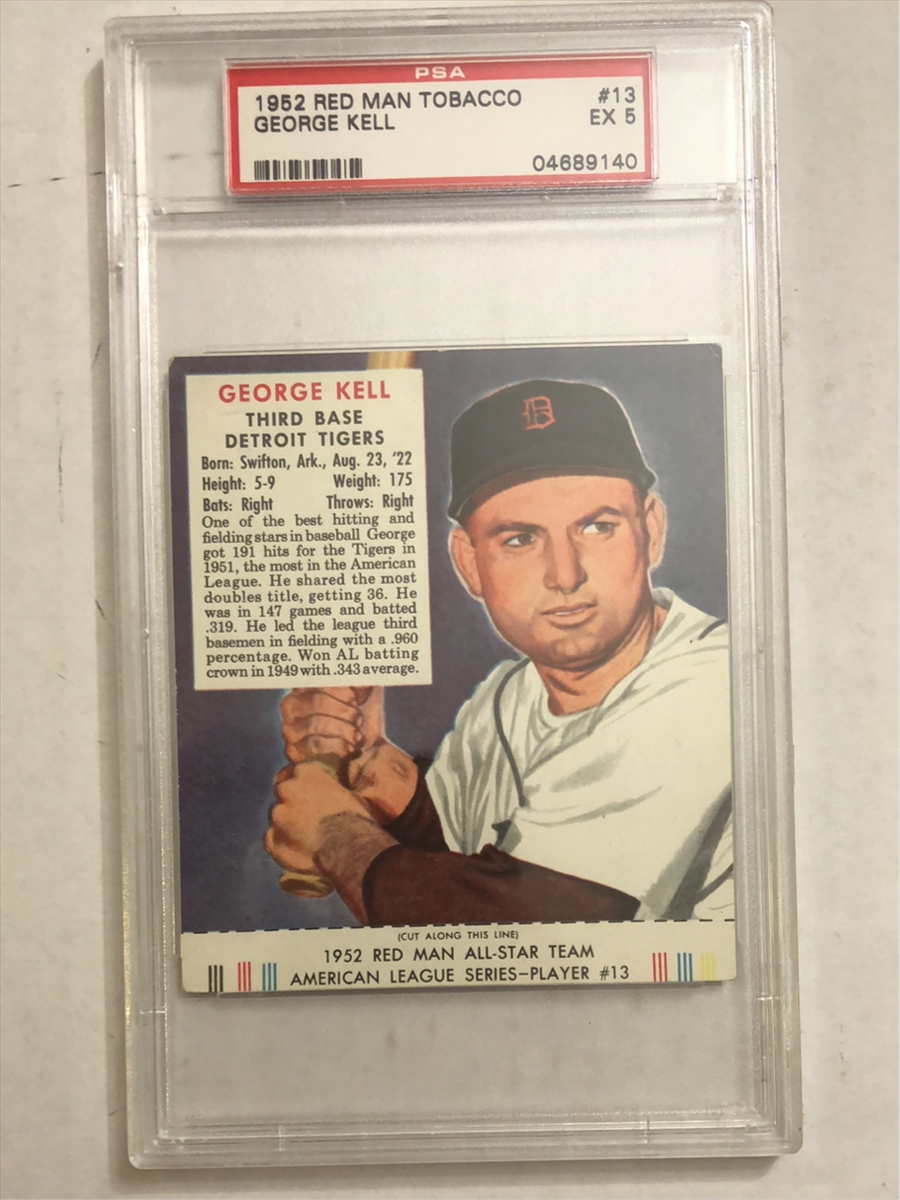 PSA
1952 RED MAN TOBACCO #13
GEORGE KELL EX 5
04689140
GEORGE KELL
THIRD BASE
DETROIT TIGERS
Born: Swifton, Ark., Aug. 23, '22
Height: 5-9 Weight: 175
Bats: Right Throws: Right
One of the best hitting and
fielding stars in baseball George
got 191 hits for the Tigers in
1951, the most in the American
League. He shared the most
doubles title, getting 36. He
was in 147 games and batted
.319. He led the league third
basemen in fielding with a .960
percentage. Won AL batting
crown in 1949 with .343 average.
D
(CUT ALONG THIS LINE)
1952 RED MAN ALL-STAR TEAM
AMERICAN LEAGUE SERIES—PLAYER #13